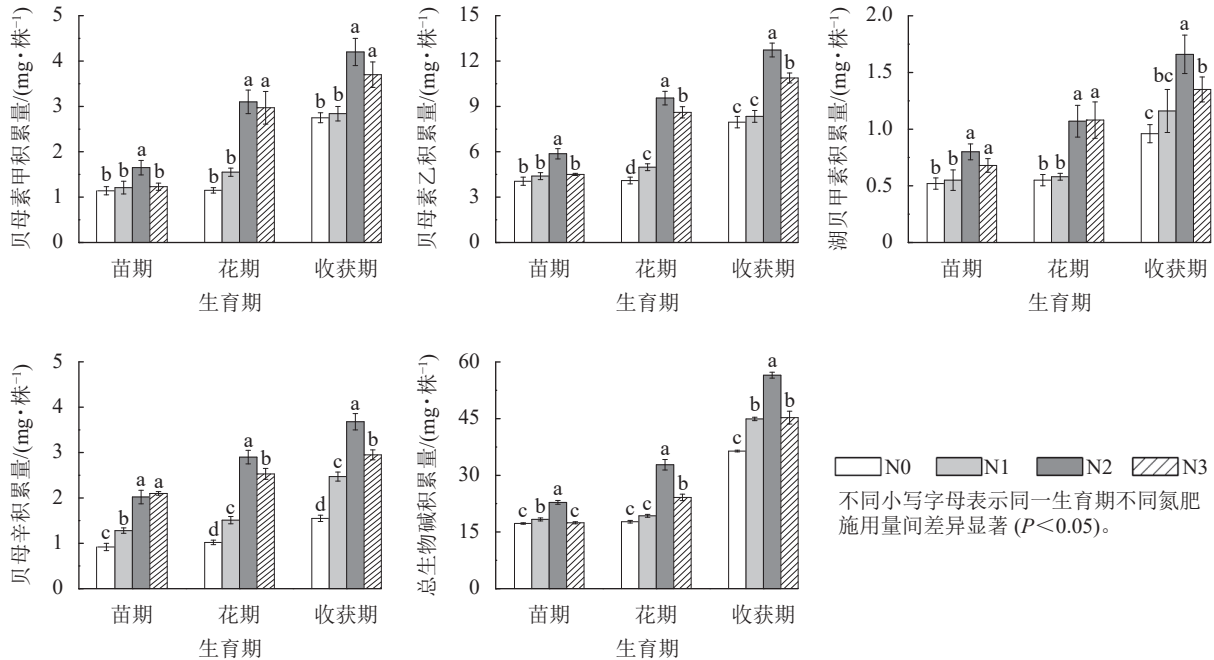 贝母素甲积累量/(mg·株⁻¹)
5
4
3
2
1
0
b b a b
b b a a
b b a a
苗期 花期 收获期
生育期
贝母素乙积累量/(mg·株⁻¹)
15
12
9
6
3
0
b b a b
d c a b
c c a b
苗期 花期 收获期
生育期
湖贝甲素积累量/(mg·株⁻¹)
2.0
1.5
1.0
0.5
0
b b a a
b b a a
c bc a b
苗期 花期 收获期
生育期
贝母辛积累量/(mg·株⁻¹)
5
4
3
2
1
0
c b a a
d c a b
d c a b
苗期 花期 收获期
生育期
总生物碱积累量/(mg·株⁻¹)
60
45
30
15
0
c b a c
c c a b
c b a b
苗期 花期 收获期
生育期
N0 N1 N2 N3
不同小写字母表示同一生育期不同氮肥
施用量间差异显著 (P<0.05)。